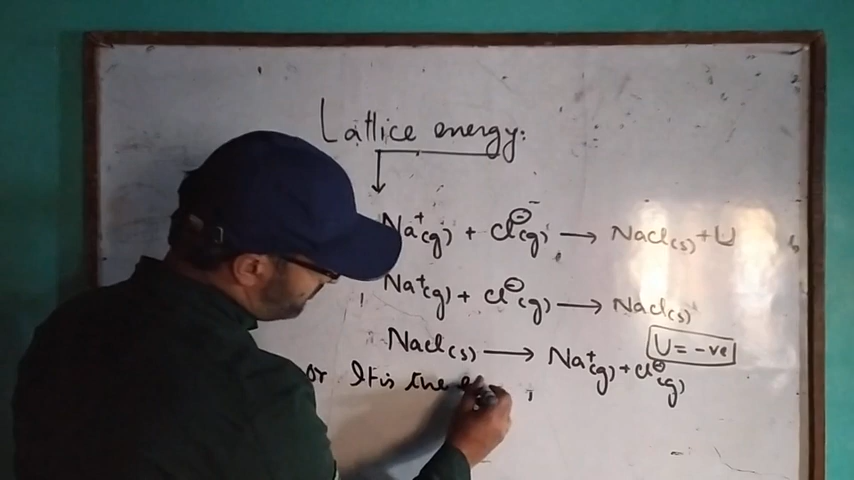 Lattice energy:
Na⁺(g) + Cl⊖(g) → NaCl(s) + U
Na⁺(g) + Cl⊖(g) → NaCl(s)
U = -ve
NaCl(s) → Na⁺(g) + Cl⊖(g)
or It is the